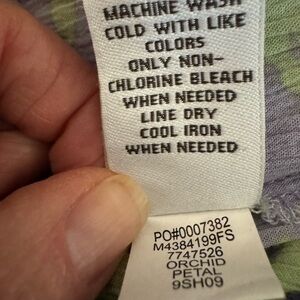 MACHINE WASH
COLD WITH LIKE
COLORS
ONLY NON-
CHLORINE BLEACH
WHEN NEEDED
LINE DRY
COOL IRON
WHEN NEEDED
PO#0007382
M4384199FS
7747526
ORCHID
PETAL
9SH09